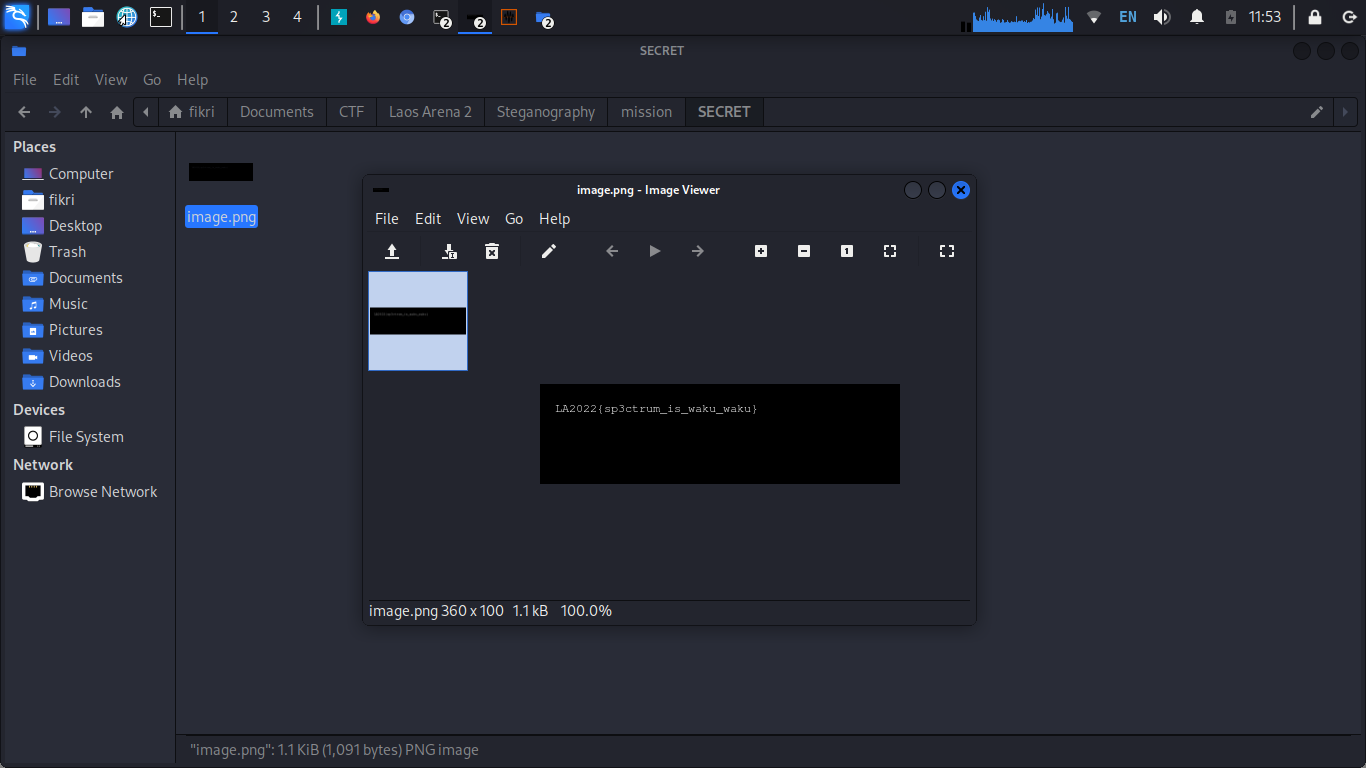 1 2 3 4 2 2 2 EN 11:53
SECRET
File Edit View Go Help
fikri Documents CTF Laos Arena 2 Steganography mission SECRET
Places
Computer
fikri
Desktop
Trash
Documents
Music
Pictures
Videos
Downloads
Devices
File System
Network
Browse Network
image.png
image.png - Image Viewer
File Edit View Go Help
LA2022{sp3ctrum_is_waku_waku}
image.png 360 x 100 1.1 kB 100.0%
"image.png": 1.1 KiB (1,091 bytes) PNG image